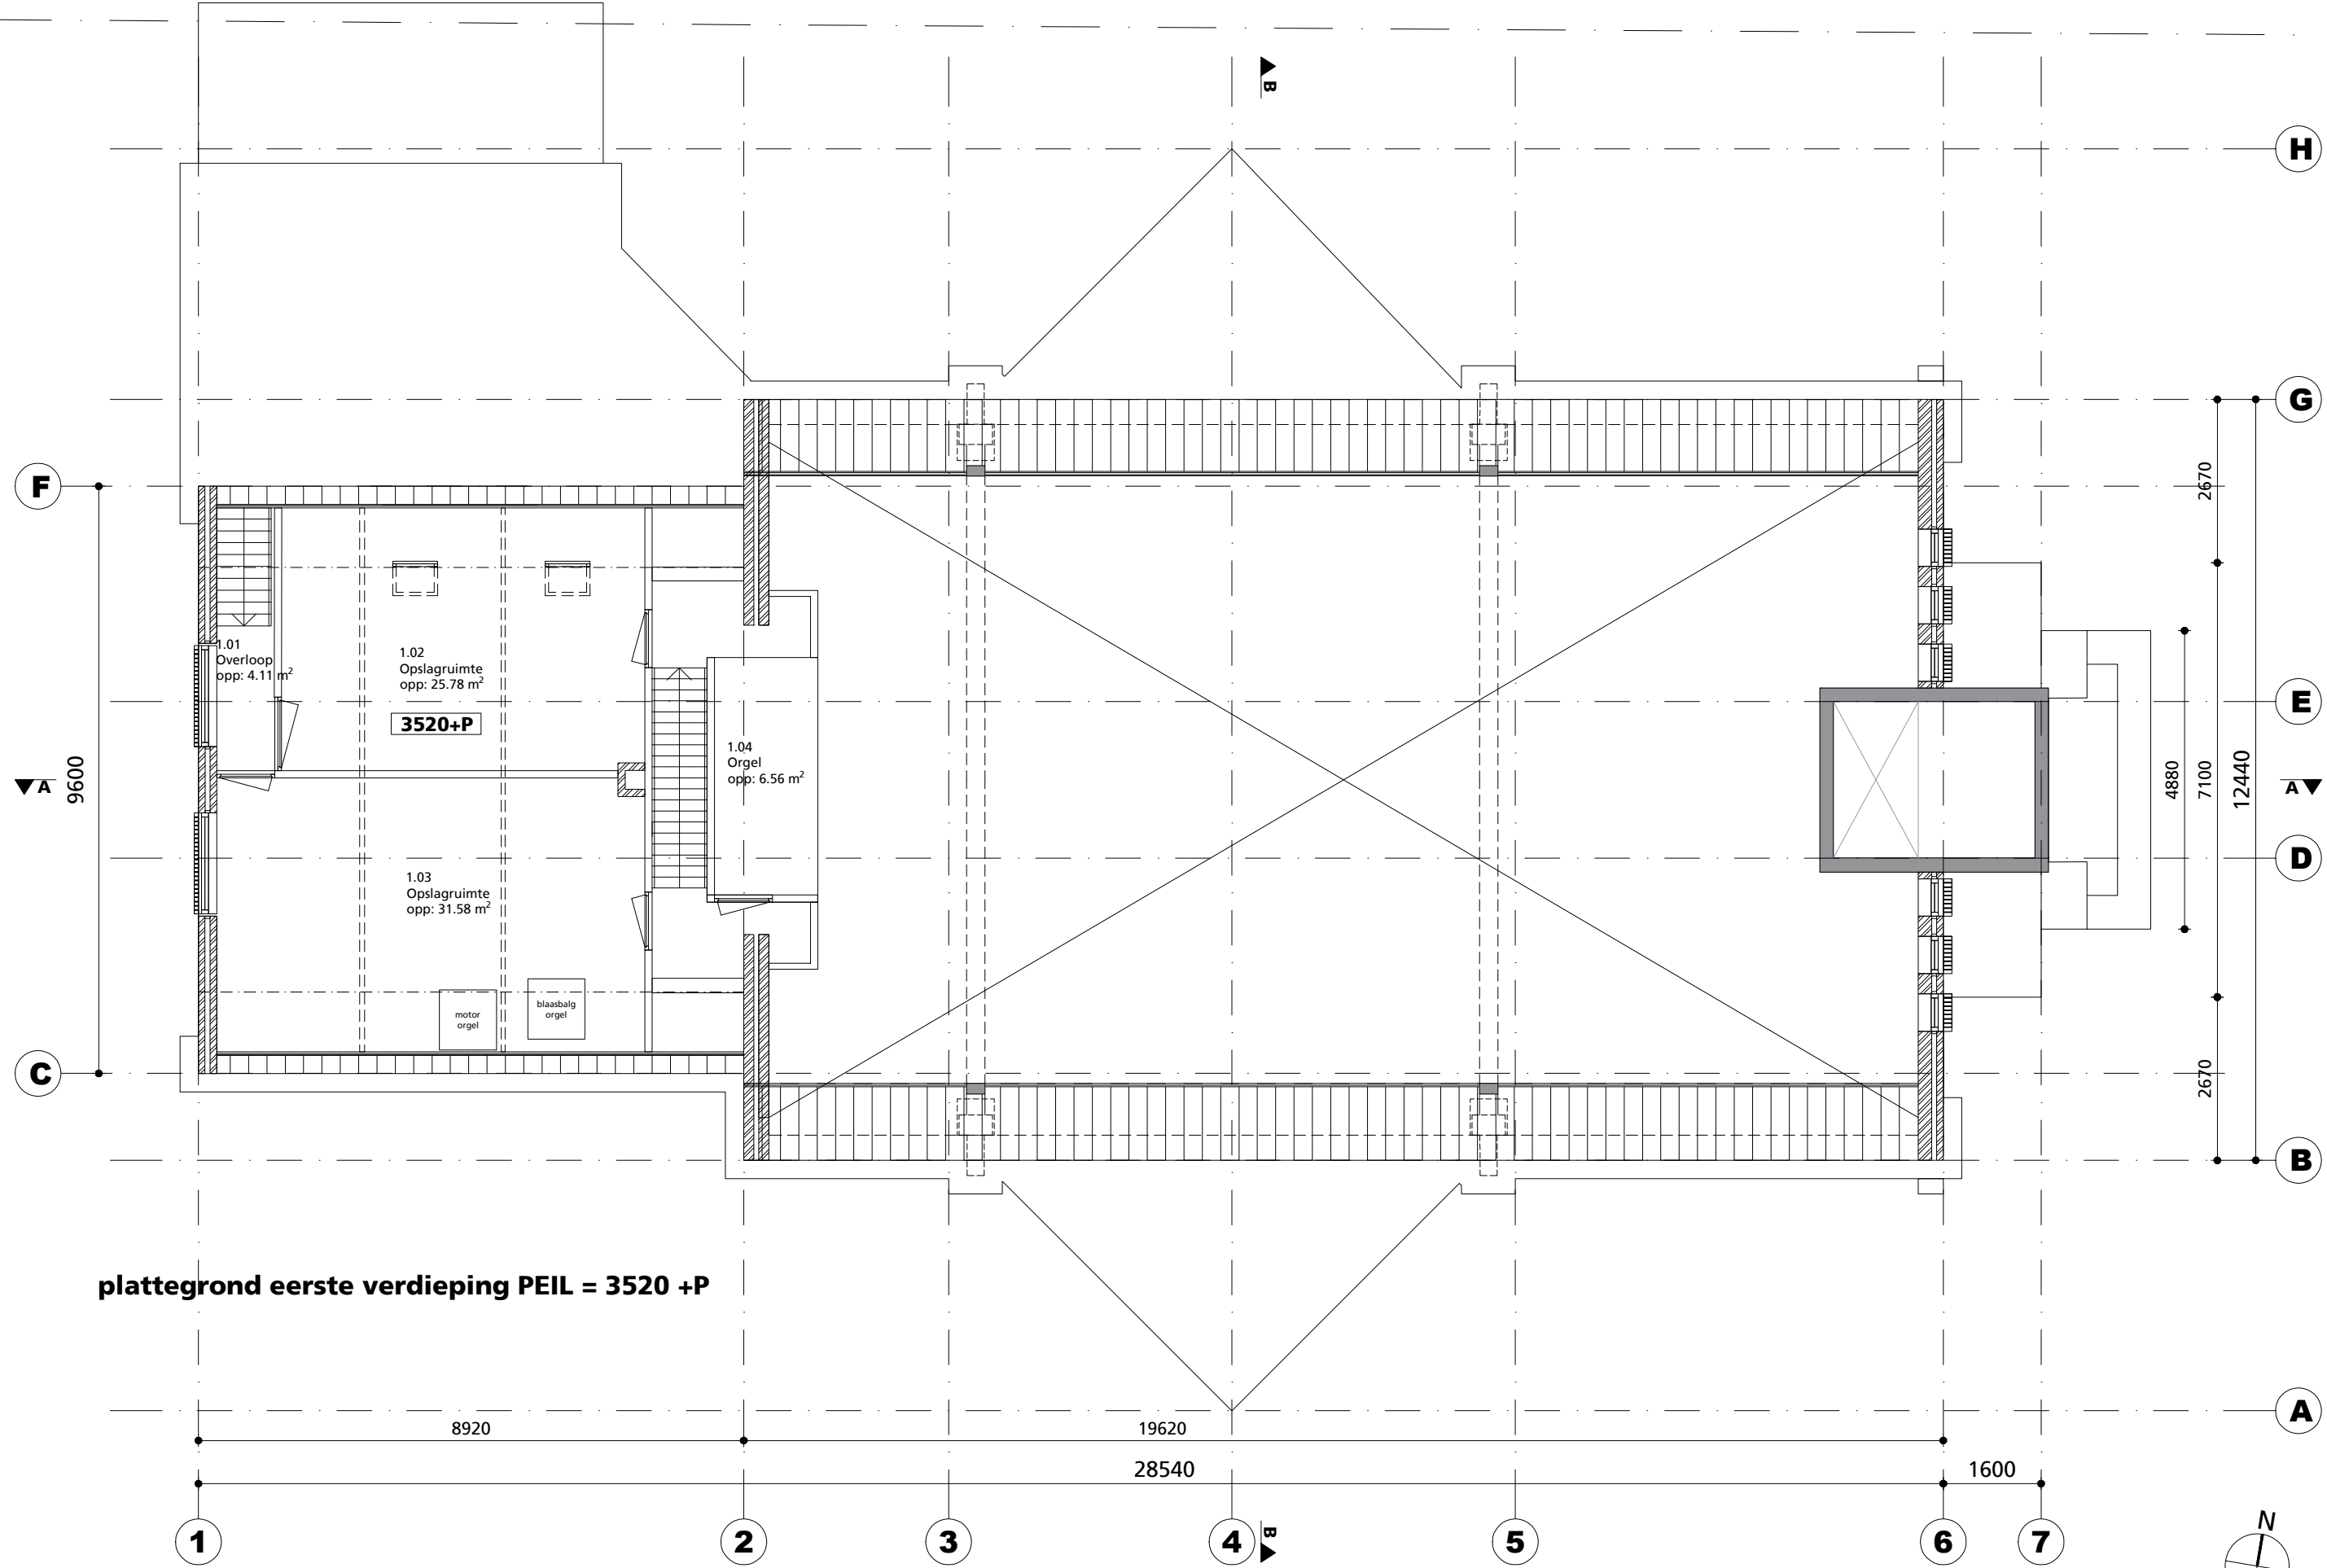 B
H
G
F
2670
1.01
Overloop
opp: 4.11 m²
1.02
Opslagruimte
opp: 25.78 m²
3520+P
E
1.04
Orgel
opp: 6.56 m²
A
9600
4880
7100
12440
A
D
1.03
Opslagruimte
opp: 31.58 m²
motor
orgel
blaasbalg
orgel
C
2670
B
plattegrond eerste verdieping PEIL = 3520 +P
A
8920
19620
28540
1600
1
2
3
4
B
5
6
7
N